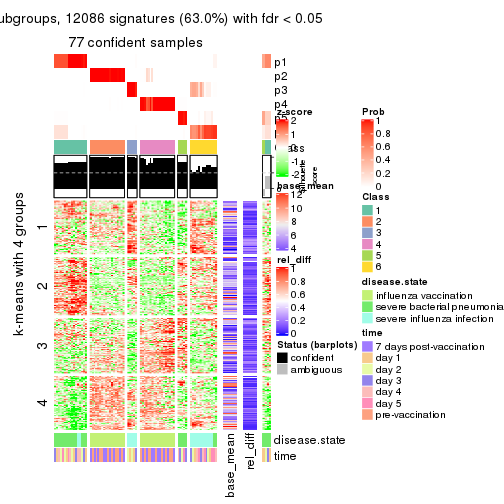 ubgroups, 12086 signatures (63.0%) with fdr < 0.05
77 confident samples
p1
p2
p3
p4
z-score
2
1
0
-1
-2
base_mean
12
10
8
6
4
rel_diff
1
0.8
0.6
0.4
0.2
0
Status (barplots)
confident
ambiguous
Prob
1
0.8
0.6
0.4
0.2
0
Class
1
2
3
4
5
6
disease.state
influenza vaccination
severe bacterial pneumonia
severe influenza infection
time
7 days post-vaccination
day 1
day 2
day 3
day 4
day 5
pre-vaccination
k-means with 4 groups
1
2
3
4
base_mean
rel_diff
disease.state
time